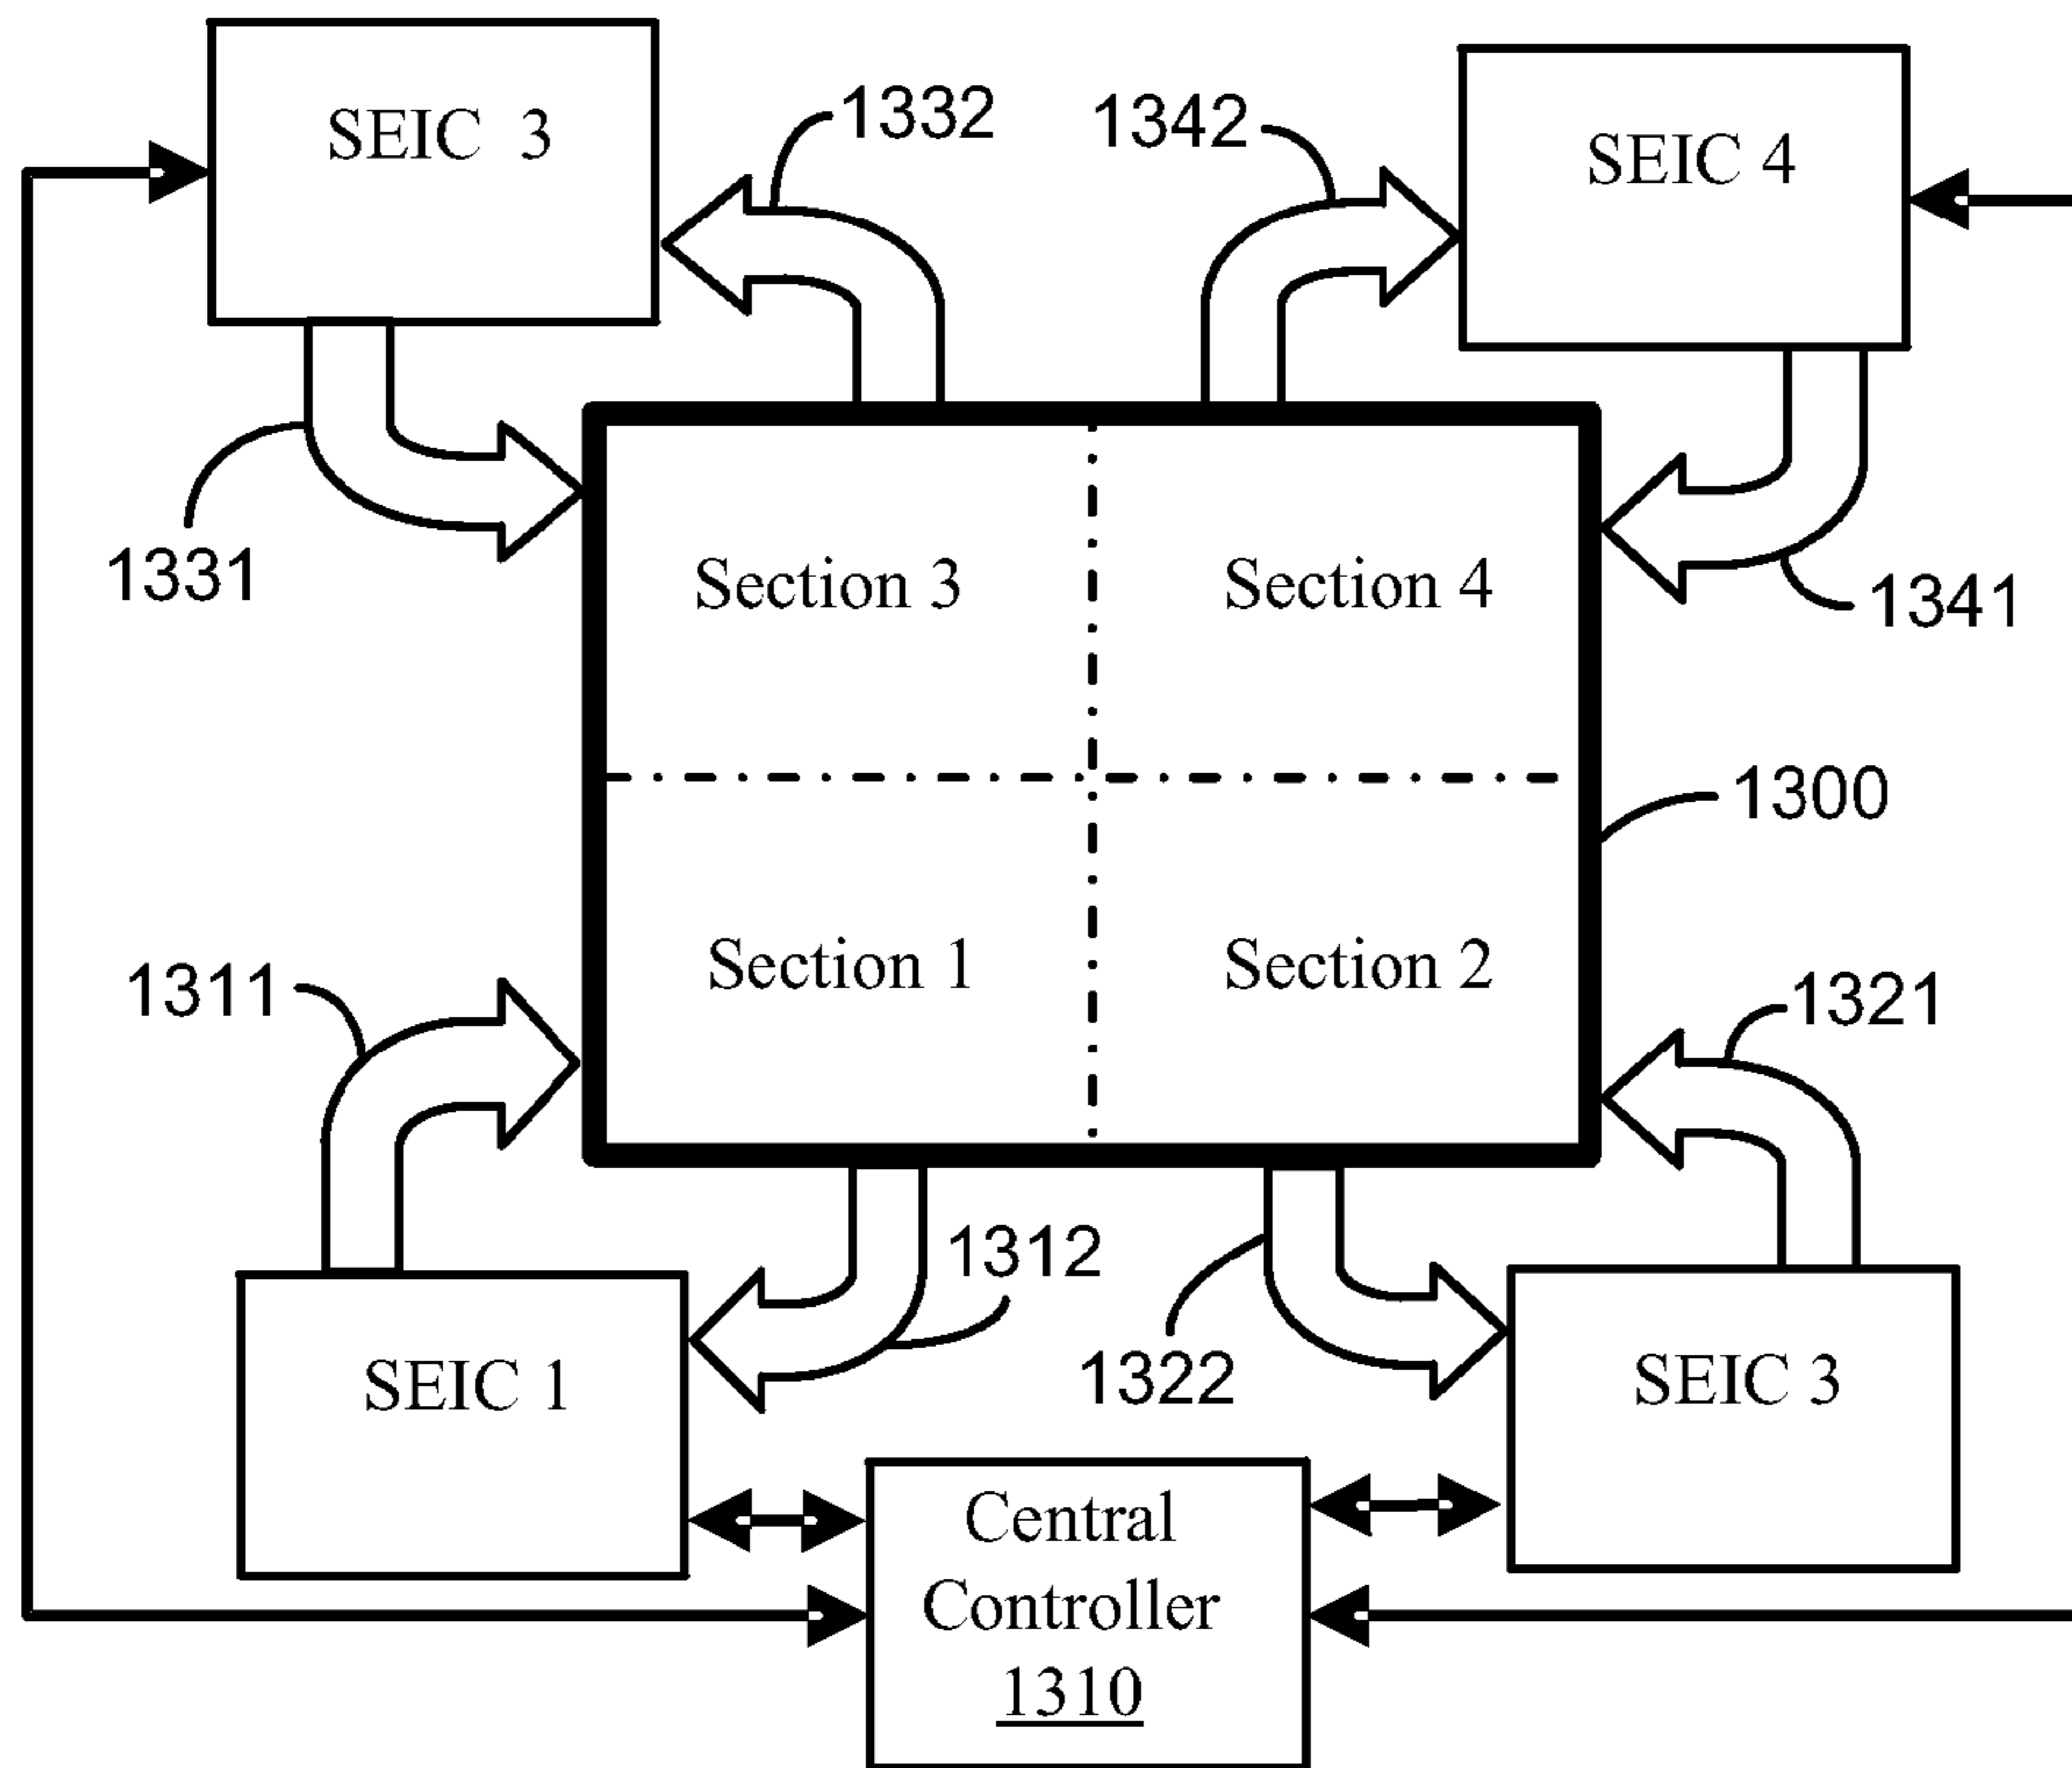 SEIC 3
1332
1342
SEIC 4
1331
Section 3
Section 4
1341
1300
Section 1
Section 2
1311
1321
1312
1322
SEIC 1
SEIC 3
Central
Controller
1310